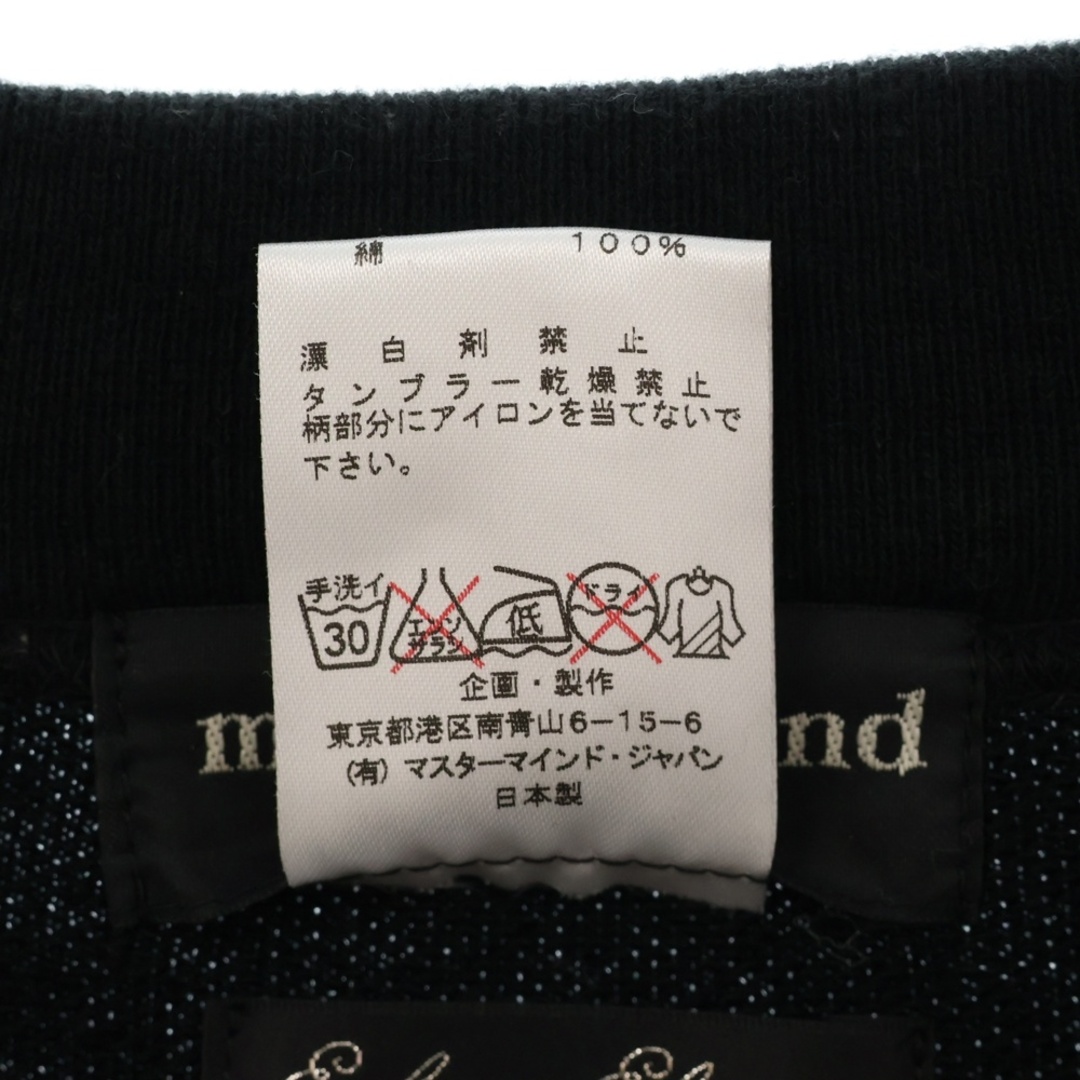 綿 100%
漂白剤禁止
タンブラー乾燥禁止
柄部分にアイロンを当てないで
下さい。
手洗イ 30 エンソサラシ 低 ドライ
企画・製作
東京都港区南青山6-15-6
(有)マスターマインド・ジャパン
日本製
m nd